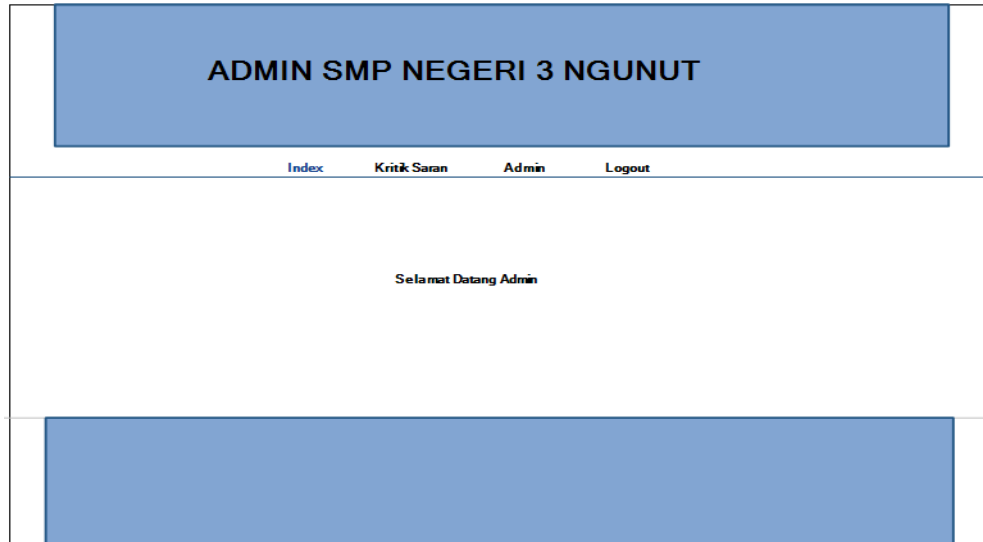 ADMIN SMP NEGERI 3 NGUNUT
Index Kritik Saran Admin Logout
Selamat Datang Admin